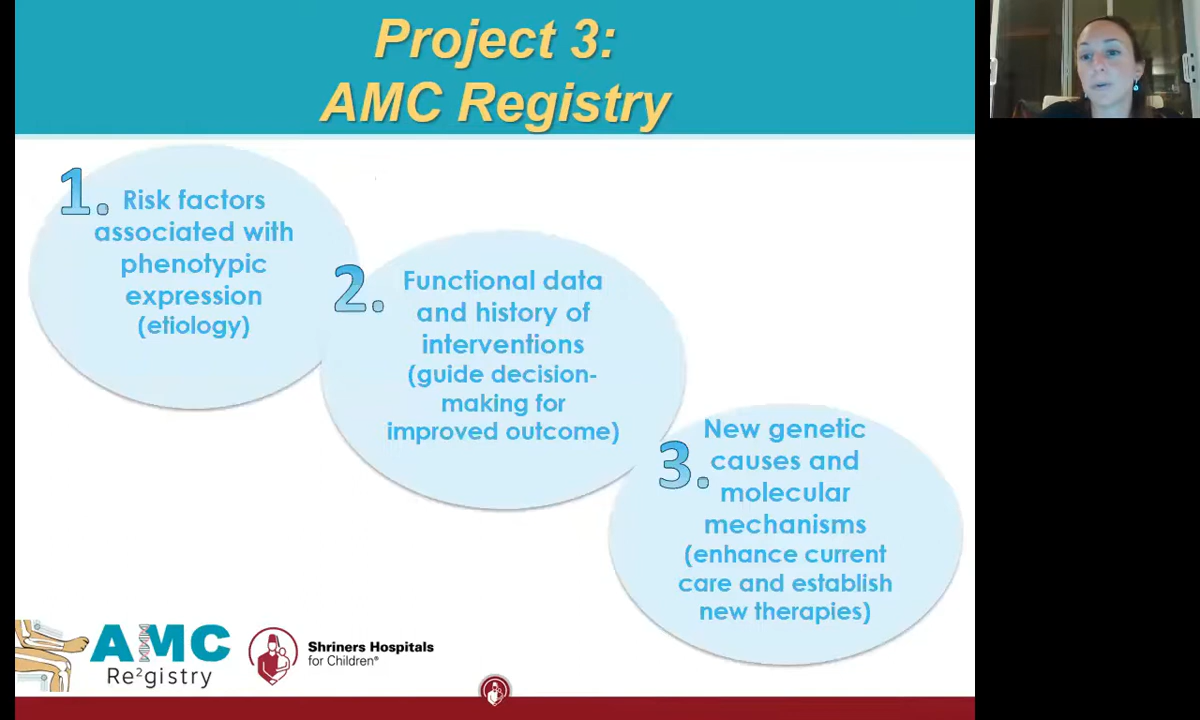 Project 3:
AMC Registry
1.
Risk factors
associated with
phenotypic
expression
(etiology)
2.
Functional data
and history of
interventions
(guide decision-
making for
improved outcome)
3.
New genetic
causes and
molecular
mechanisms
(enhance current
care and establish
new therapies)
AMC
Re²gistry
Shriners Hospitals
for Children®